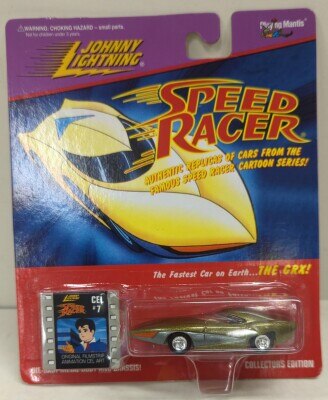 ⚠WARNING: CHOKING HAZARD - small parts.
Not for children under 3 years.
Playing Mantis
JOHNNY
LIGHTNING
SPEED
RACER
AUTHENTIC REPLICAS OF CARS FROM THE
FAMOUS SPEED RACER CARTOON SERIES!
The Fastest Car on Earth...THE GRX!
CEL
#7
SPEED
RACER
ORIGINAL FILMSTRIP
ANIMATION CEL ART
COLLECTORS EDITION